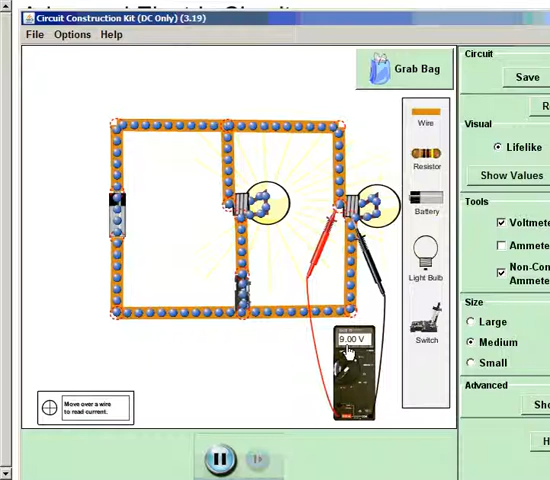 Circuit Construction Kit (DC Only) (3.19)
File Options Help
Grab Bag
Wire
Resistor
Battery
Light Bulb
Switch
9.00 V
Move over a wire
to read current.
Circuit
Save
Visual
Lifelike
Show Values
Tools
Voltme
Ammete
Non-Con
Ammete
Size
Large
Medium
Small
Advanced
Sho
H